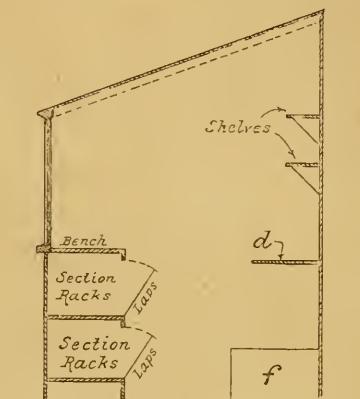 Shelves
Bench
d
Section
Racks
Laps
Section
Racks
Laps
f